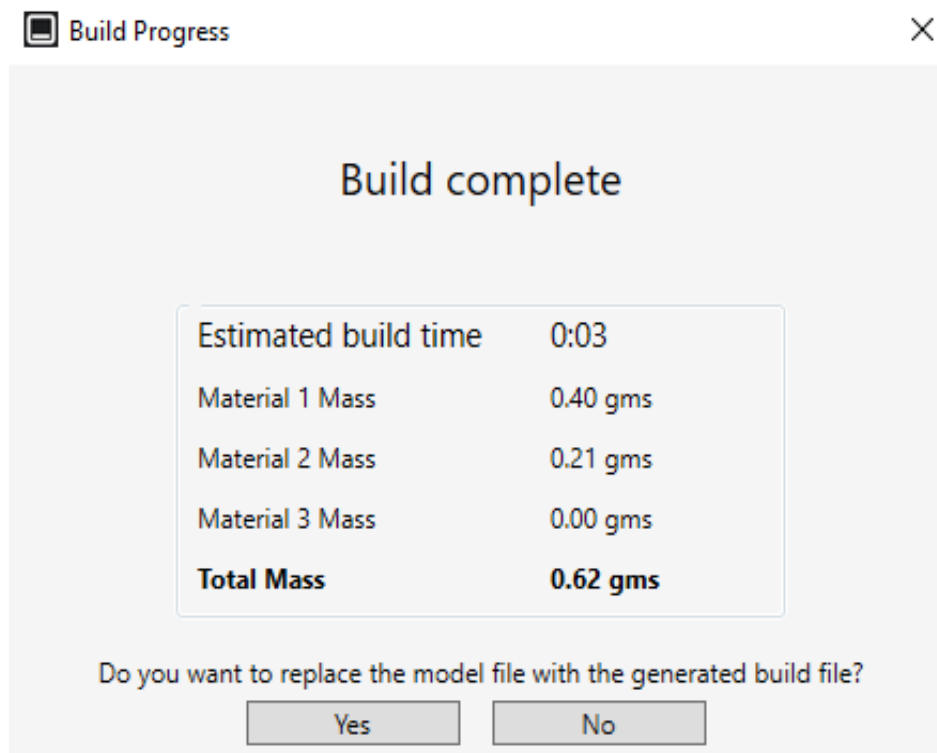 Build Progress
Build complete
Estimated build time 0:03
Material 1 Mass 0.40 gms
Material 2 Mass 0.21 gms
Material 3 Mass 0.00 gms
Total Mass 0.62 gms
Do you want to replace the model file with the generated build file?
Yes No